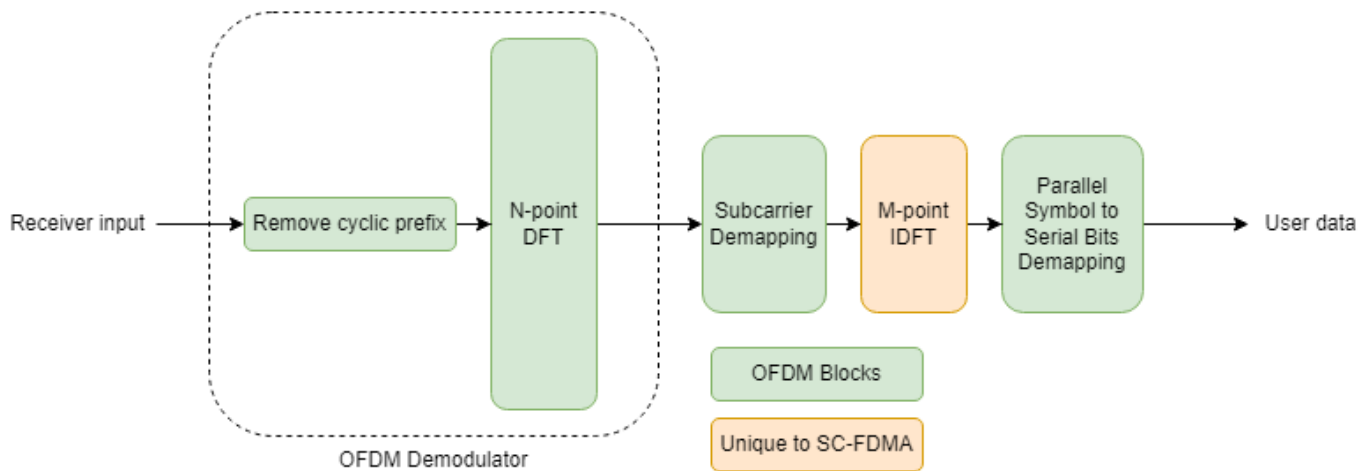 Receiver input
Remove cyclic prefix
N-point
DFT
OFDM Demodulator
Subcarrier
Demapping
M-point
IDFT
Parallel
Symbol to
Serial Bits
Demapping
User data
OFDM Blocks
Unique to SC-FDMA